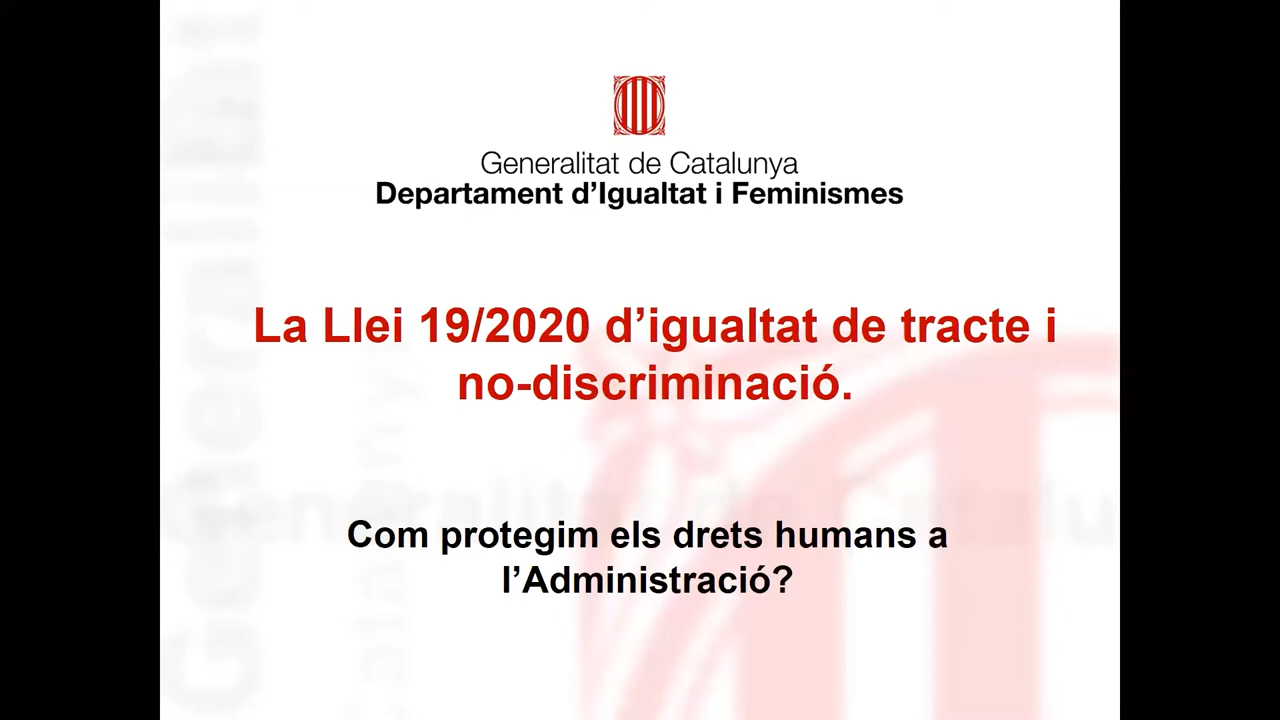 Generalitat de Catalunya
Departament d’Igualtat i Feminismes
La Llei 19/2020 d’igualtat de tracte i
no-discriminació.
Com protegim els drets humans a
l’Administració?